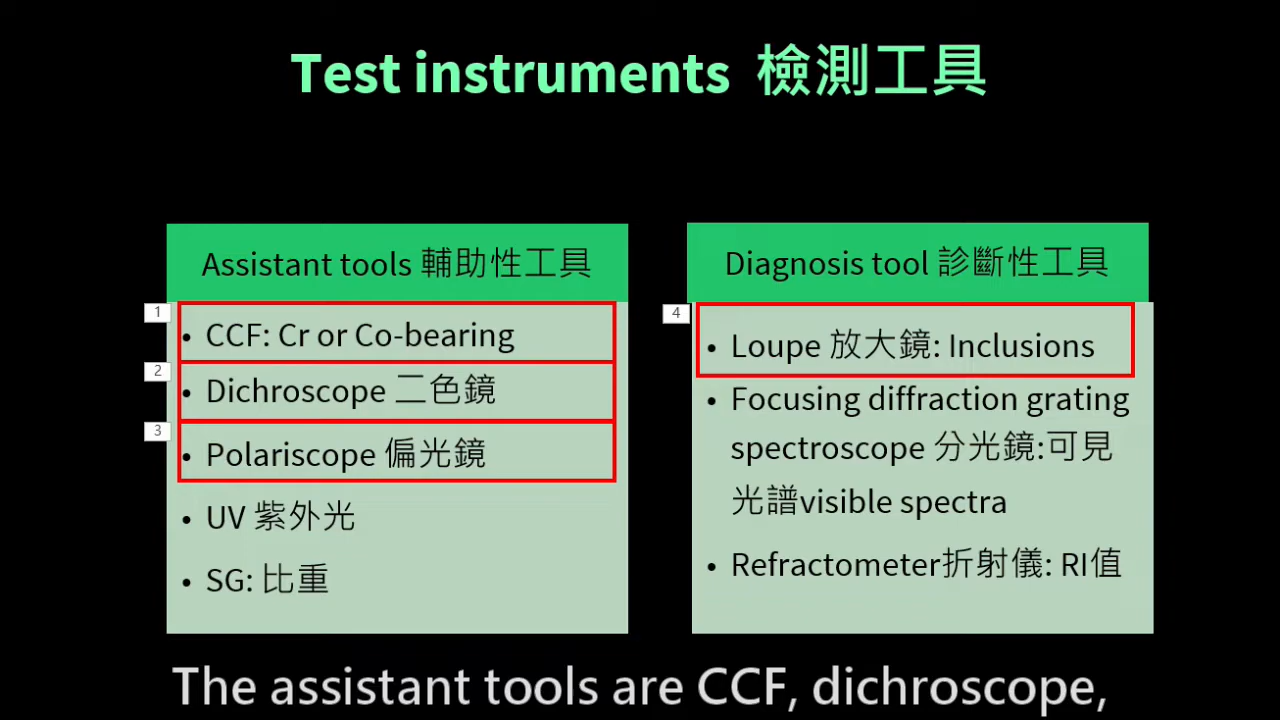 Test instruments 檢測工具
Assistant tools 輔助性工具
1
• CCF: Cr or Co-bearing
2
• Dichroscope 二色鏡
3
• Polariscope 偏光鏡
• UV 紫外光
• SG: 比重
Diagnosis tool 診斷性工具
4
• Loupe 放大鏡: Inclusions
• Focusing diffraction grating
spectroscope 分光鏡:可見
光譜visible spectra
• Refractometer折射儀: RI值
The assistant tools are CCF, dichroscope,